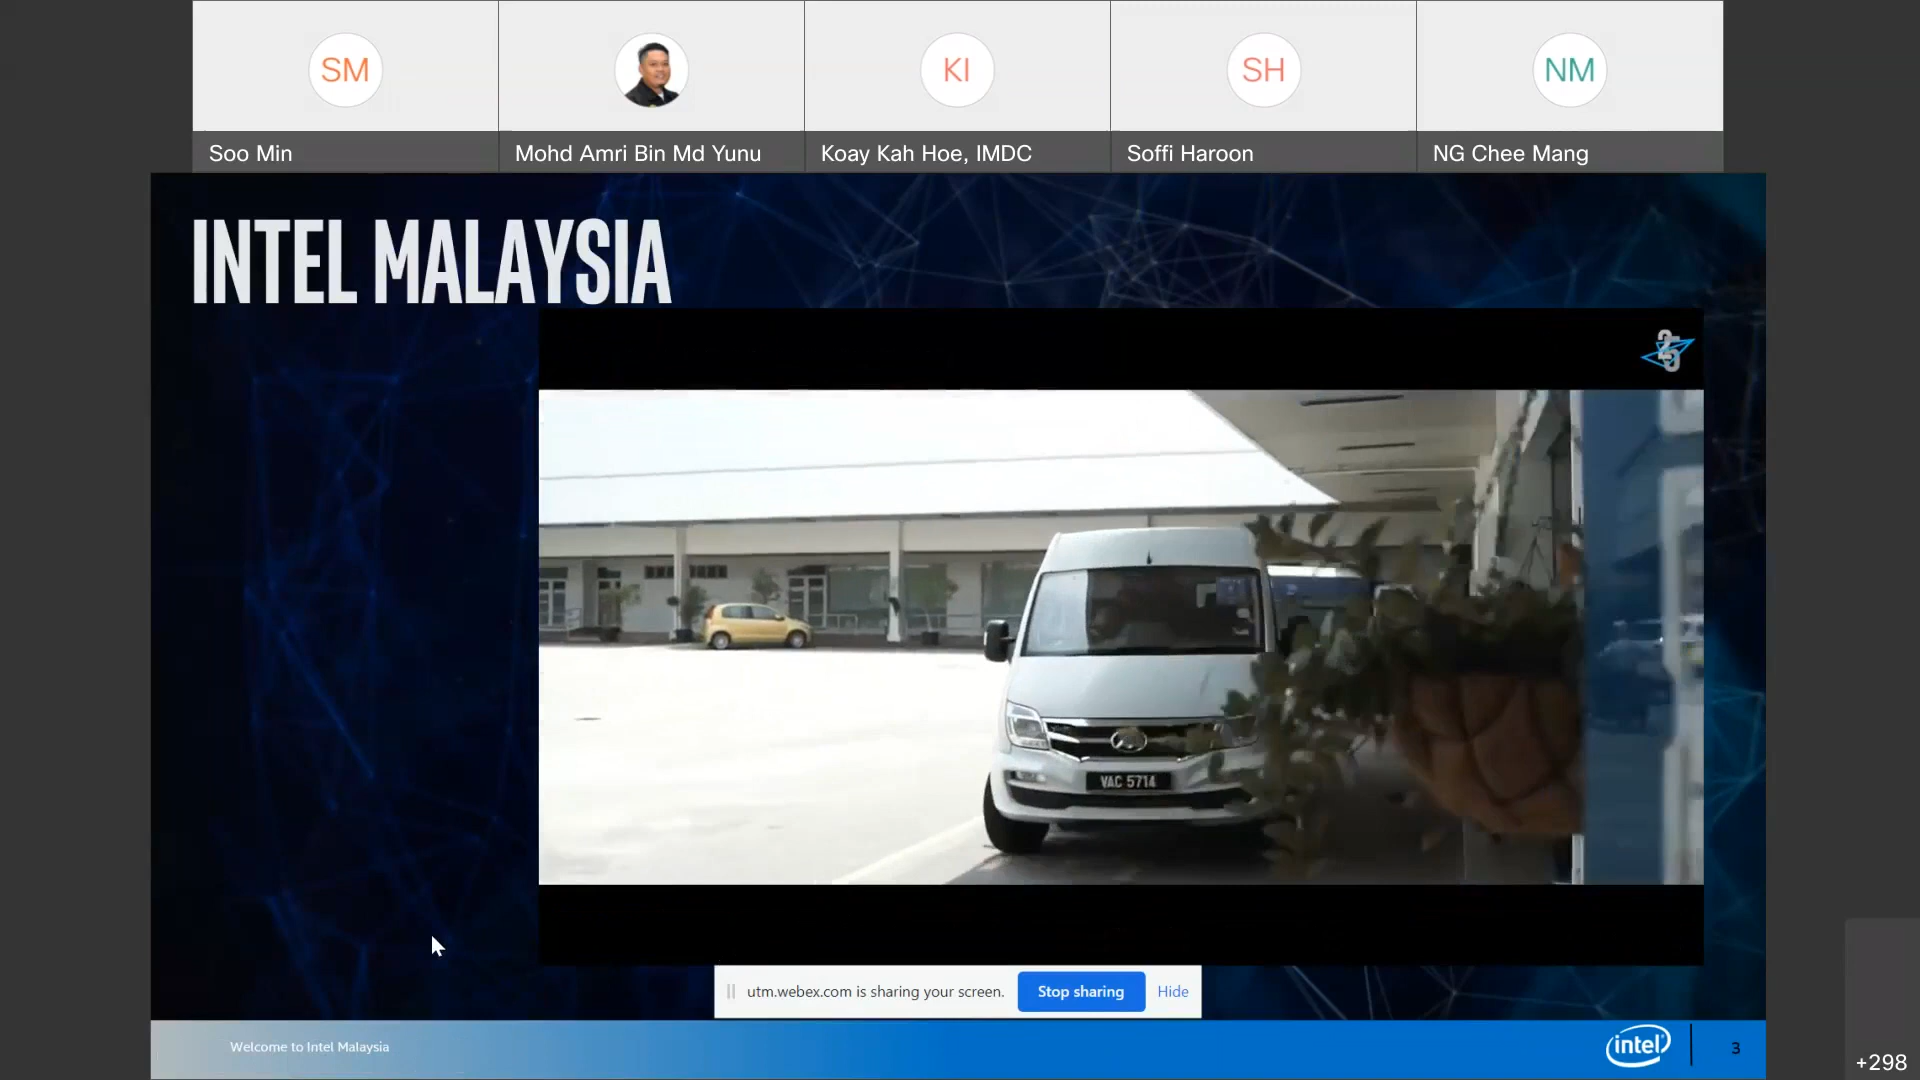 SM
KI
SH
NM
Soo Min
Mohd Amri Bin Md Yunu
Koay Kah Hoe, IMDC
Soffi Haroon
NG Chee Mang
INTEL MALAYSIA
25
VAC 5714
utm.webex.com is sharing your screen.
Stop sharing
Hide
Welcome to Intel Malaysia
intel
3
+298